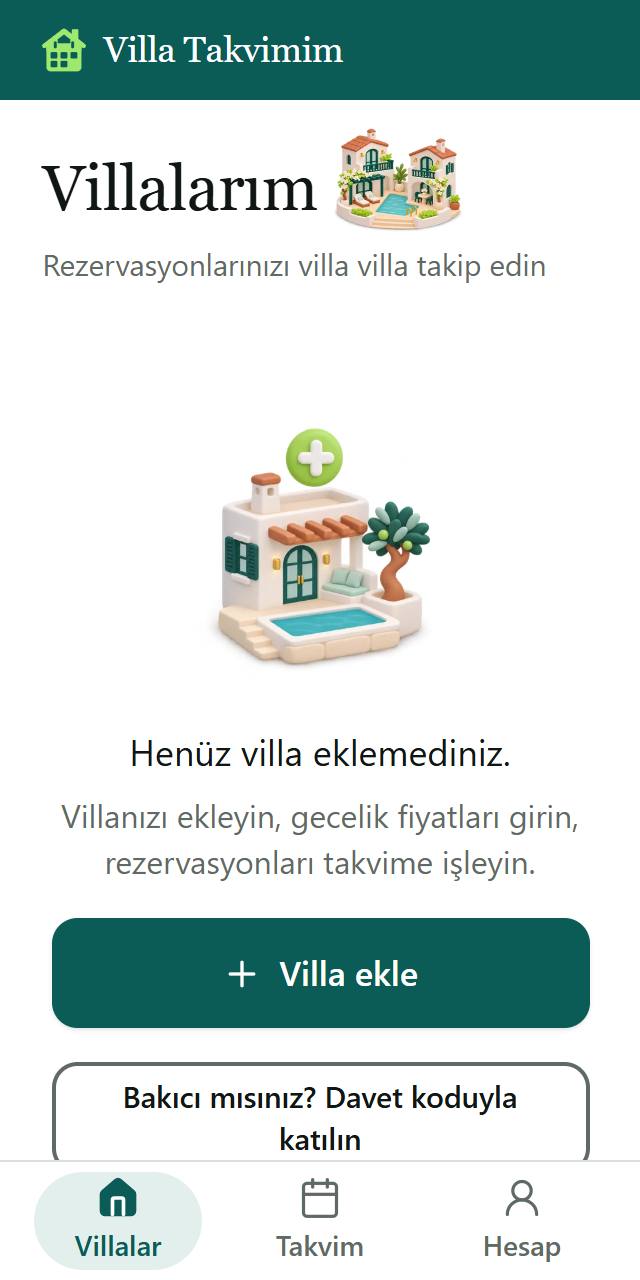 Villa Takvimim
Villalarım
Rezervasyonlarınızı villa villa takip edin
Henüz villa eklemediniz.
Villanızı ekleyin, gecelik fiyatları girin,
rezervasyonları takvime işleyin.
Villa ekle
Bakıcı mısınız? Davet koduyla
katılın
Villalar
Takvim
Hesap